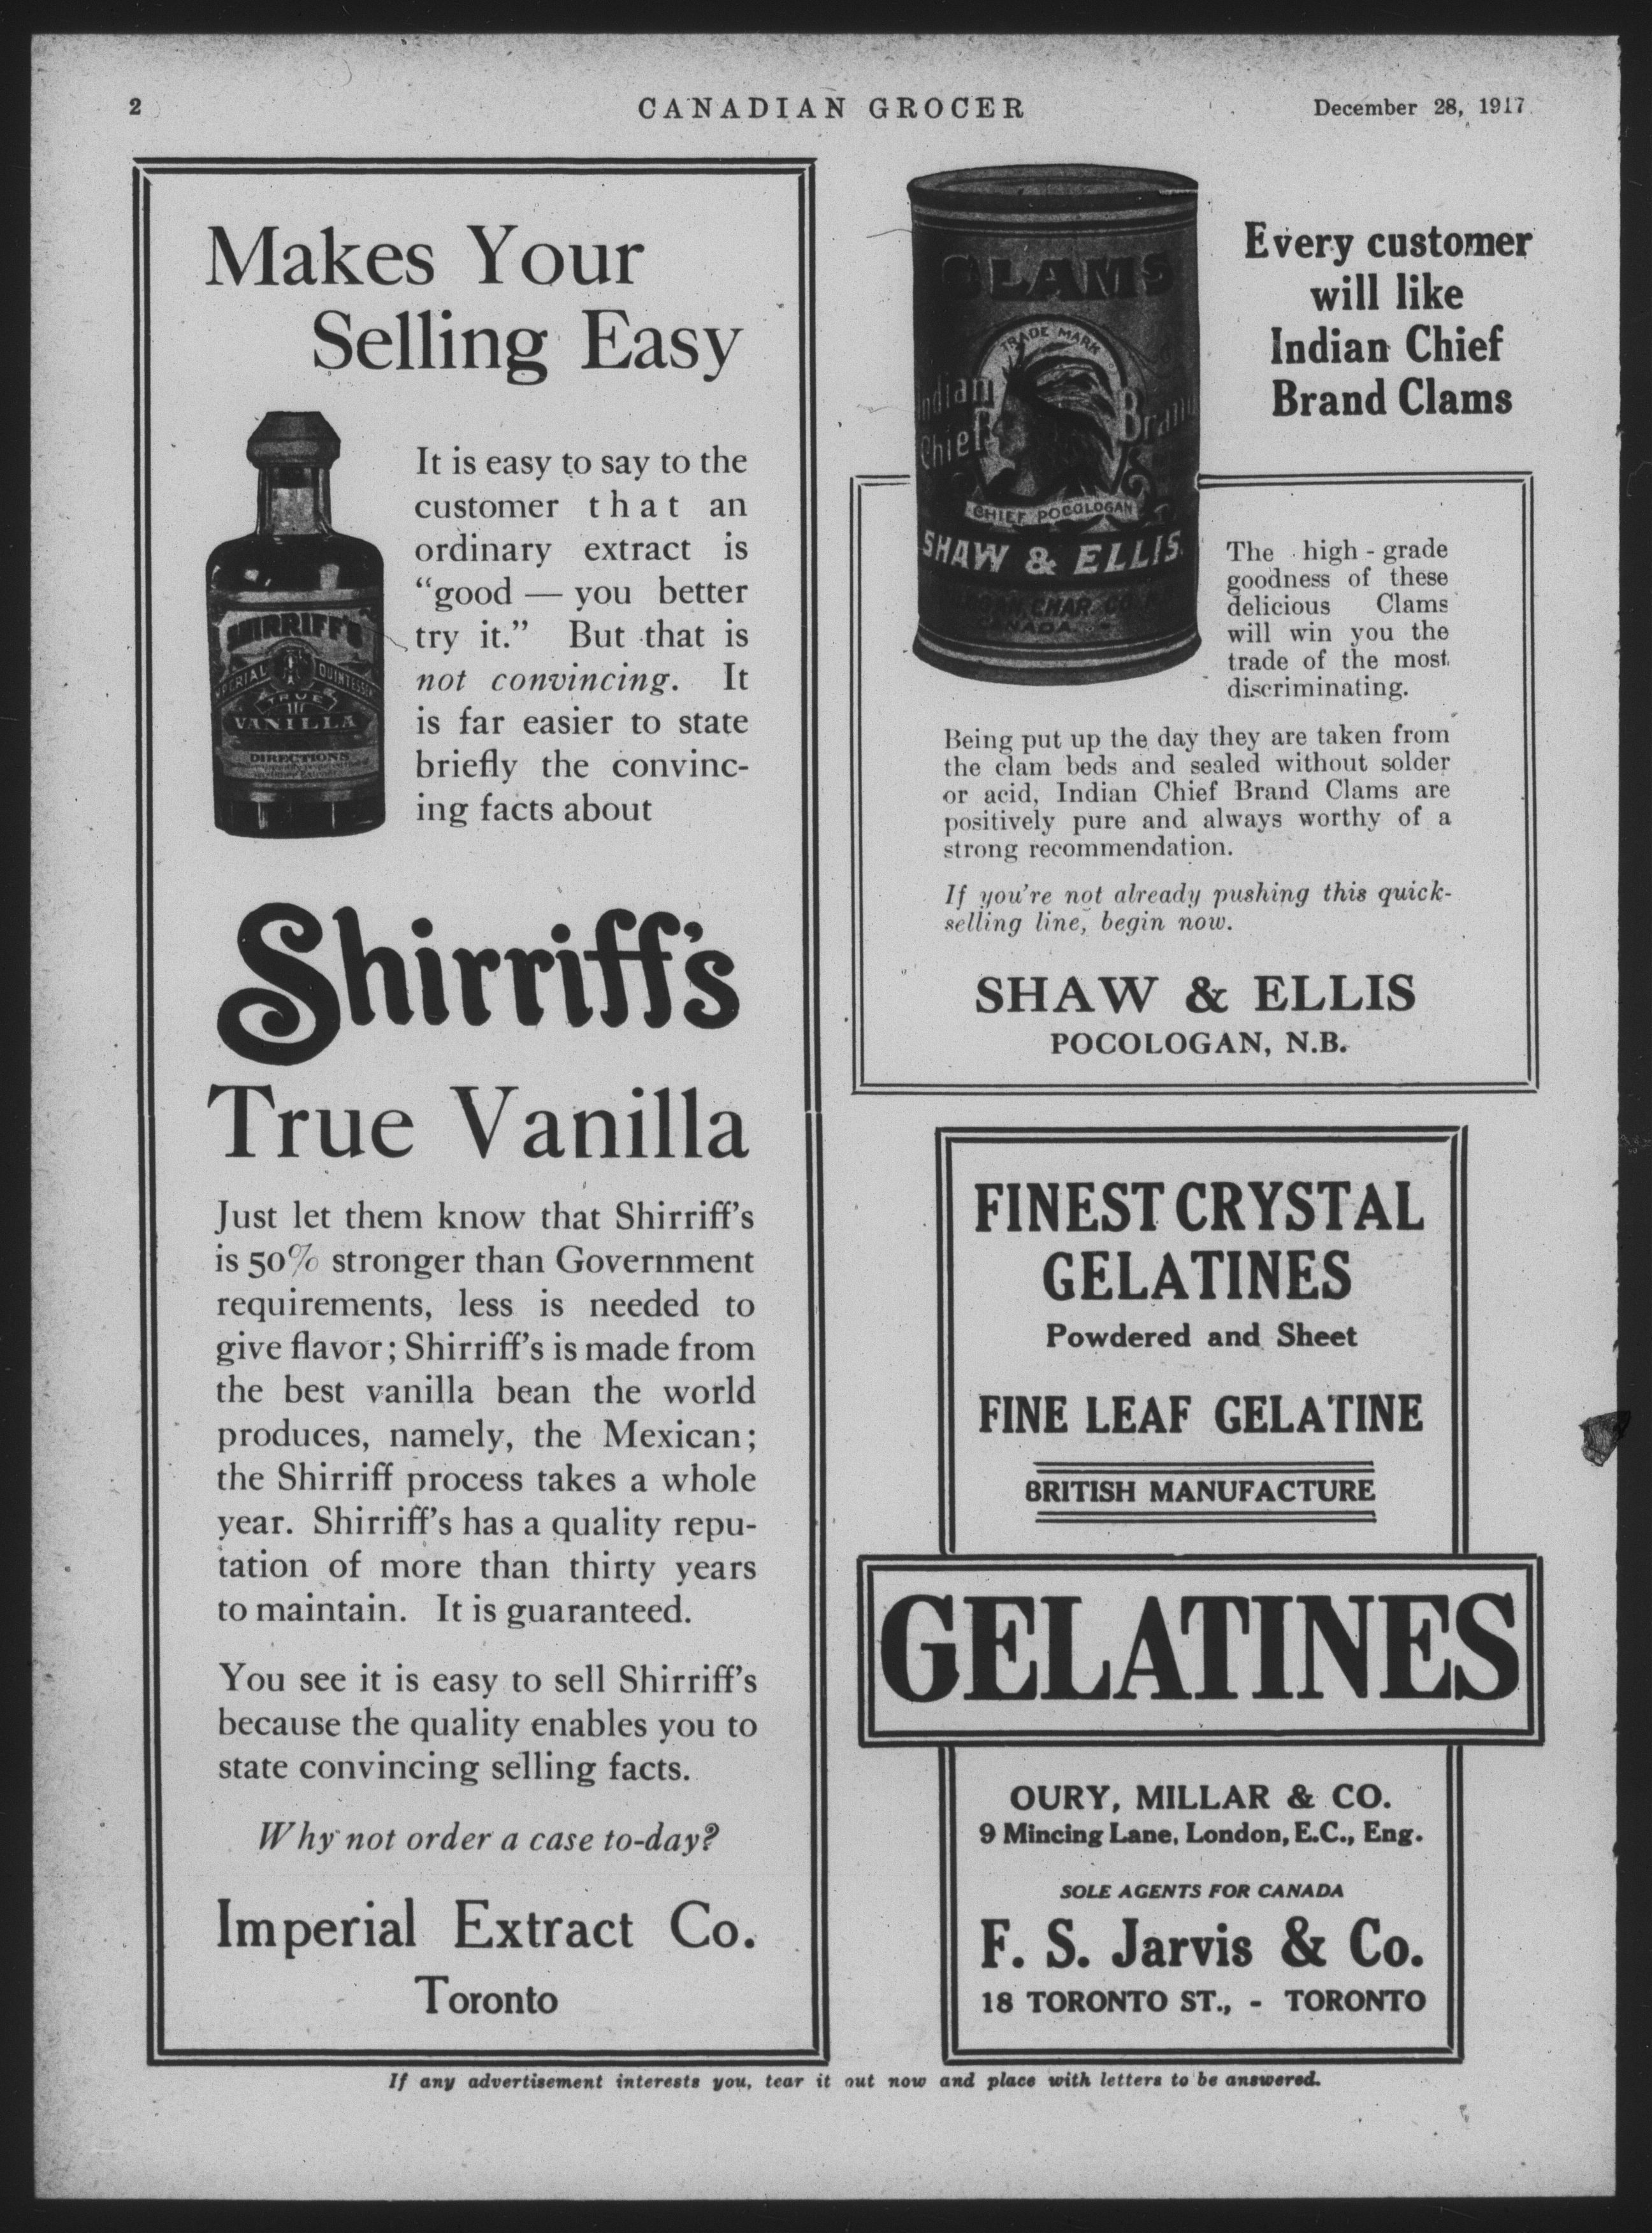 2
CANADIAN GROCER
December 28, 1917
Makes Your
Selling Easy
It is easy to say to the
customer that an
ordinary extract is
“good — you better
try it.” But that is
not convincing. It
is far easier to state
briefly the convinc-
ing facts about
SHIRRIFF'S
IMPERIAL QUINTESSENCE
TRUE
VANILLA
DIRECTIONS
Shirriff's
True Vanilla
Just let them know that Shirriff's
is 50% stronger than Government
requirements, less is needed to
give flavor; Shirriff's is made from
the best vanilla bean the world
produces, namely, the Mexican;
the Shirriff process takes a whole
year. Shirriff's has a quality repu-
tation of more than thirty years
to maintain. It is guaranteed.
You see it is easy to sell Shirriff's
because the quality enables you to
state convincing selling facts.
Why not order a case to-day?
Imperial Extract Co.
Toronto
CLAMS
TRADE MARK
Indian
Chief
Brand
CHIEF POCOLOGAN
SHAW & ELLIS
CANADA
Every customer
will like
Indian Chief
Brand Clams
The high-grade
goodness of these
delicious Clams
will win you the
trade of the most
discriminating.
Being put up the day they are taken from
the clam beds and sealed without solder
or acid, Indian Chief Brand Clams are
positively pure and always worthy of a
strong recommendation.
If you're not already pushing this quick-
selling line, begin now.
SHAW & ELLIS
POCOLOGAN, N.B.
FINEST CRYSTAL
GELATINES
Powdered and Sheet
FINE LEAF GELATINE
BRITISH MANUFACTURE
GELATINES
OURY, MILLAR & CO.
9 Mincing Lane, London, E.C., Eng.
SOLE AGENTS FOR CANADA
F. S. Jarvis & Co.
18 TORONTO ST., - TORONTO
If any advertisement interests you, tear it out now and place with letters to be answered.